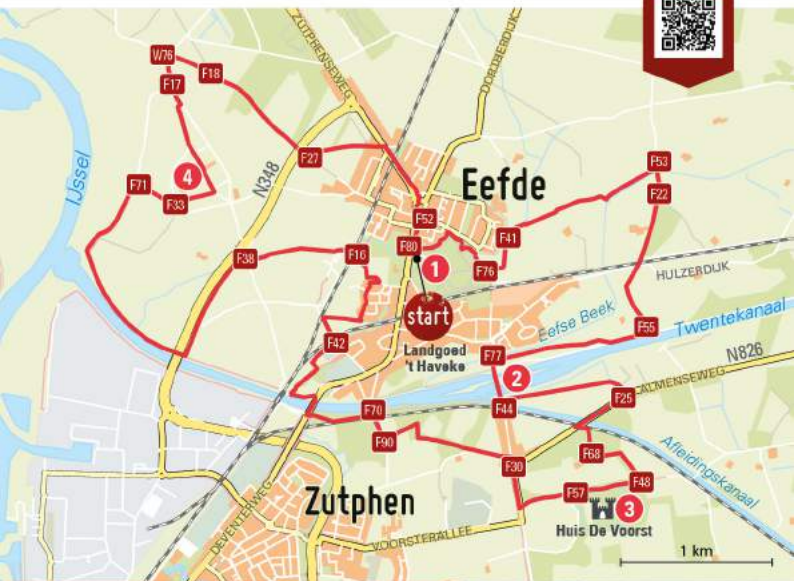 ZUTPHENSEWEG
DORTHERDIJK
W76
F18
F17
F27
N348
IJssel
F71
4
F33
F53
F22
Eefde
F52
F80
F41
F76
1
F38
F16
HULZERDIJK
start
Landgoed
't Haveke
Eefse Beek
F55
Twentekanaal
F42
F77
N826
2
F25
ALMENSEWEG
F44
F70
F90
F30
F68
Afleidingskanaal
F48
F57
3
Huis De Voorst
Zutphen
DEVENTERWEG
VOORSTERALLEE
1 km